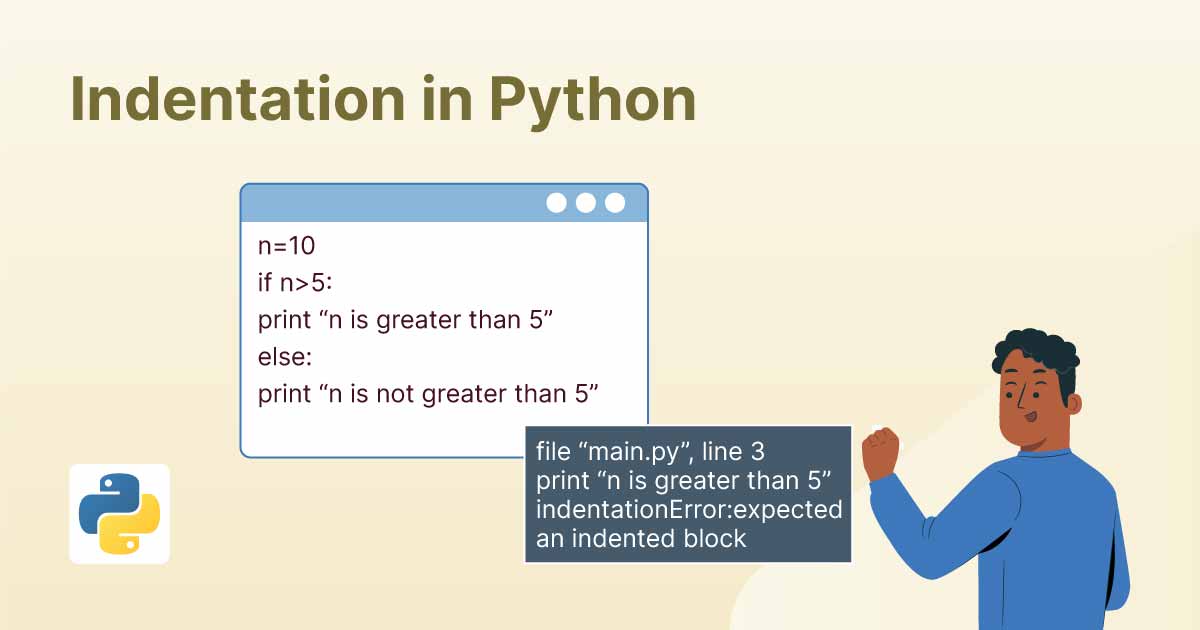 Indentation in Python
n=10
if n>5:
print “n is greater than 5”
else:
print “n is not greater than 5”
file “main.py”, line 3
print “n is greater than 5”
indentationError:expected
an indented block